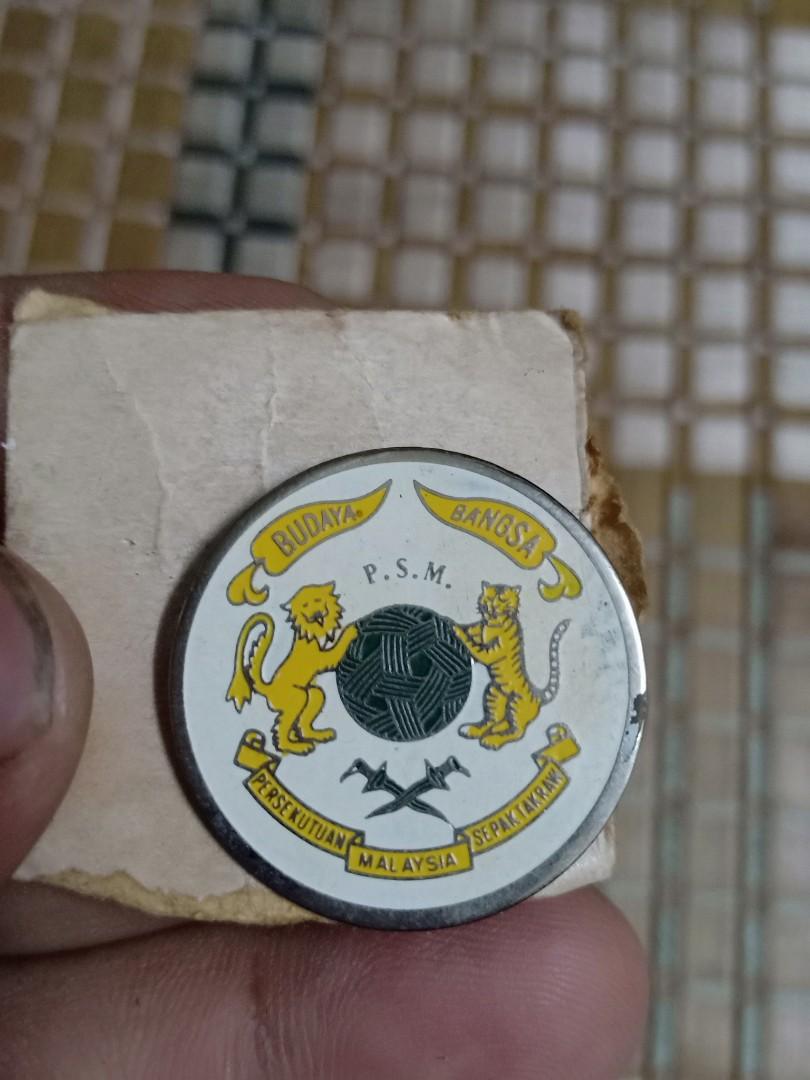 BUDAYA BANGSA
P.S.M.
PERSEKUTUAN MALAYSIA SEPAKTAKRAW